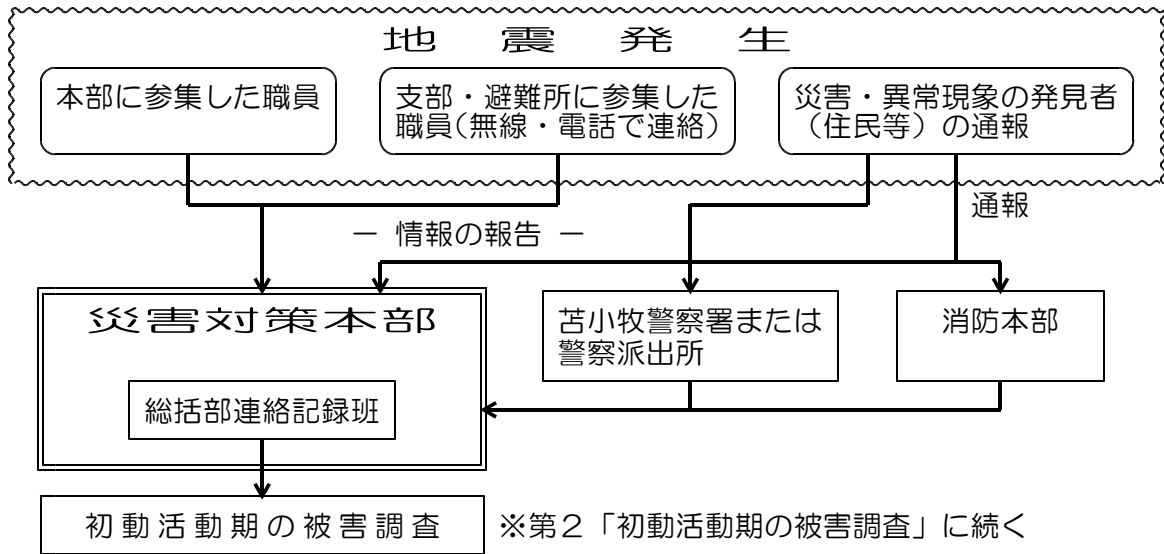 地震発生
本部に参集した職員
支部・避難所に参集した
職員(無線・電話で連絡)
災害・異常現象の発見者
(住民等)の通報
通報
― 情報の報告 ―
災害対策本部
苫小牧警察署または
警察派出所
消防本部
総括部連絡記録班
初動活動期の被害調査
※第2「初動活動期の被害調査」に続く